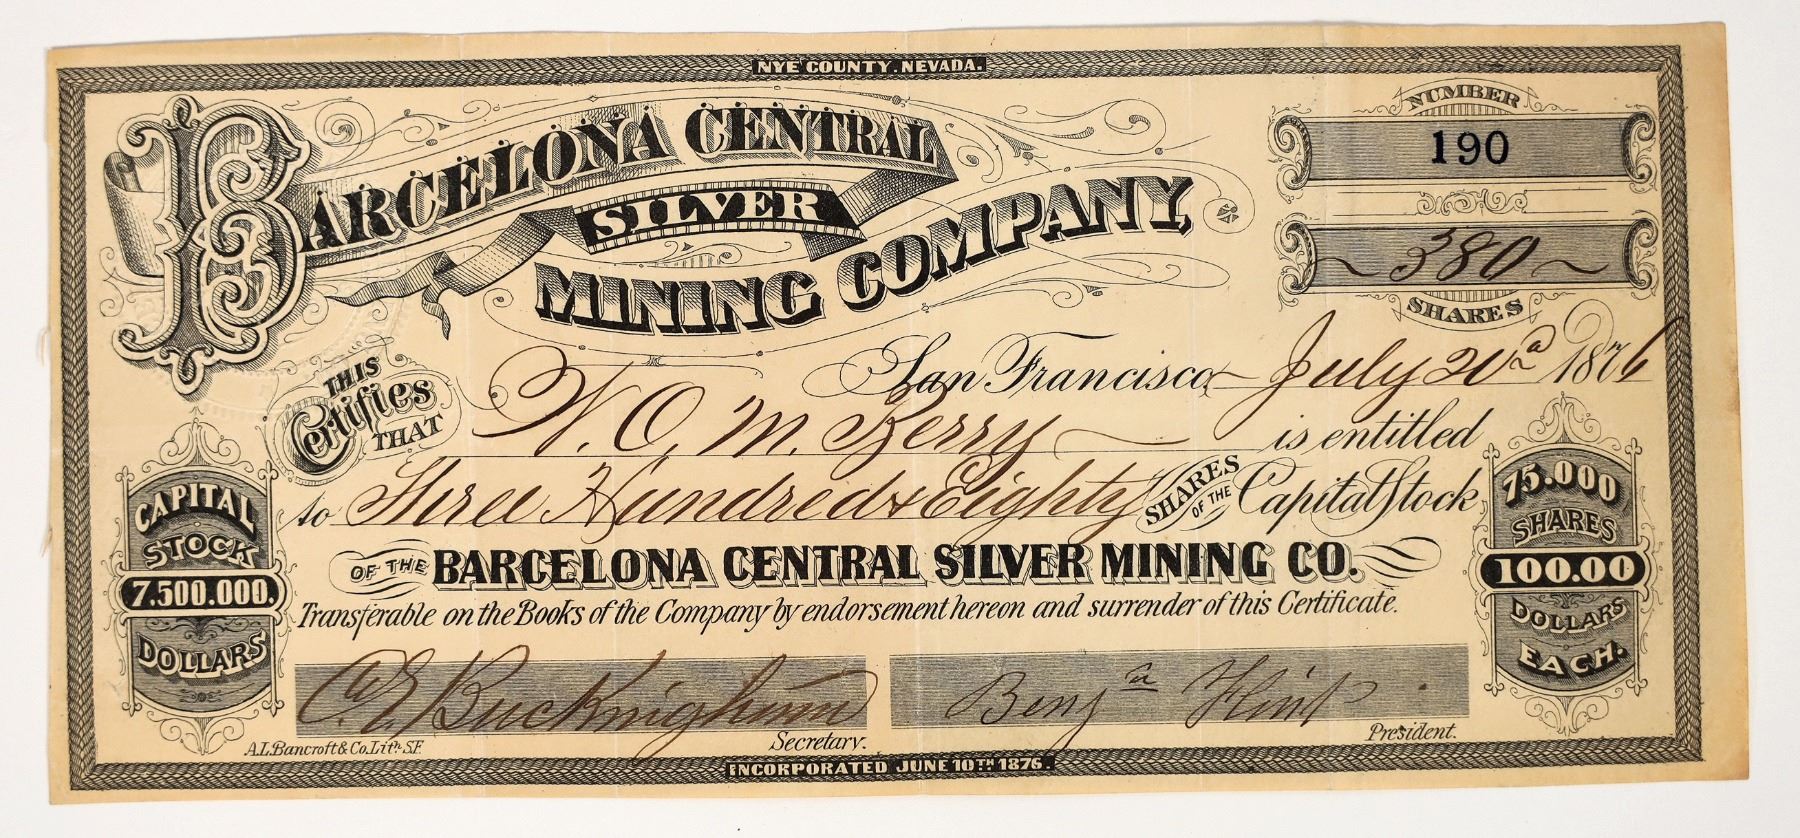 NYE COUNTY. NEVADA.
BARCELONA CENTRAL
SILVER
MINING COMPANY,
NUMBER
190
380
SHARES
San Francisco July 20th 1876
THIS Certifies THAT W. O. M. Berry is entitled
to Three Hundred & Eighty SHARES OF THE Capital Stock
OF THE BARCELONA CENTRAL SILVER MINING CO.
Transferable on the Books of the Company by endorsement hereon and surrender of this Certificate.
CAPITAL
STOCK
7.500.000.
DOLLARS
75.000
SHARES
100.00
DOLLARS
EACH.
Secretary.
Benjn Flint
President.
A.L.Bancroft & Co. Lith. S.F.
INCORPORATED JUNE 10TH 1876.